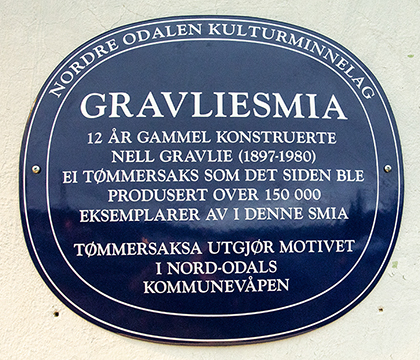 NORDRE ODALEN KULTURMINNELAG
GRAVLIESMIA
12 ÅR GAMMEL KONSTRUERTE
NELL GRAVLIE (1897-1980)
EI TØMMERSAKS SOM DET SIDEN BLE
PRODUSERT OVER 150 000
EKSEMPLARER AV I DENNE SMIA
TØMMERSAKSA UTGJØR MOTIVET
I NORD-ODALS
KOMMUNEVÅPEN